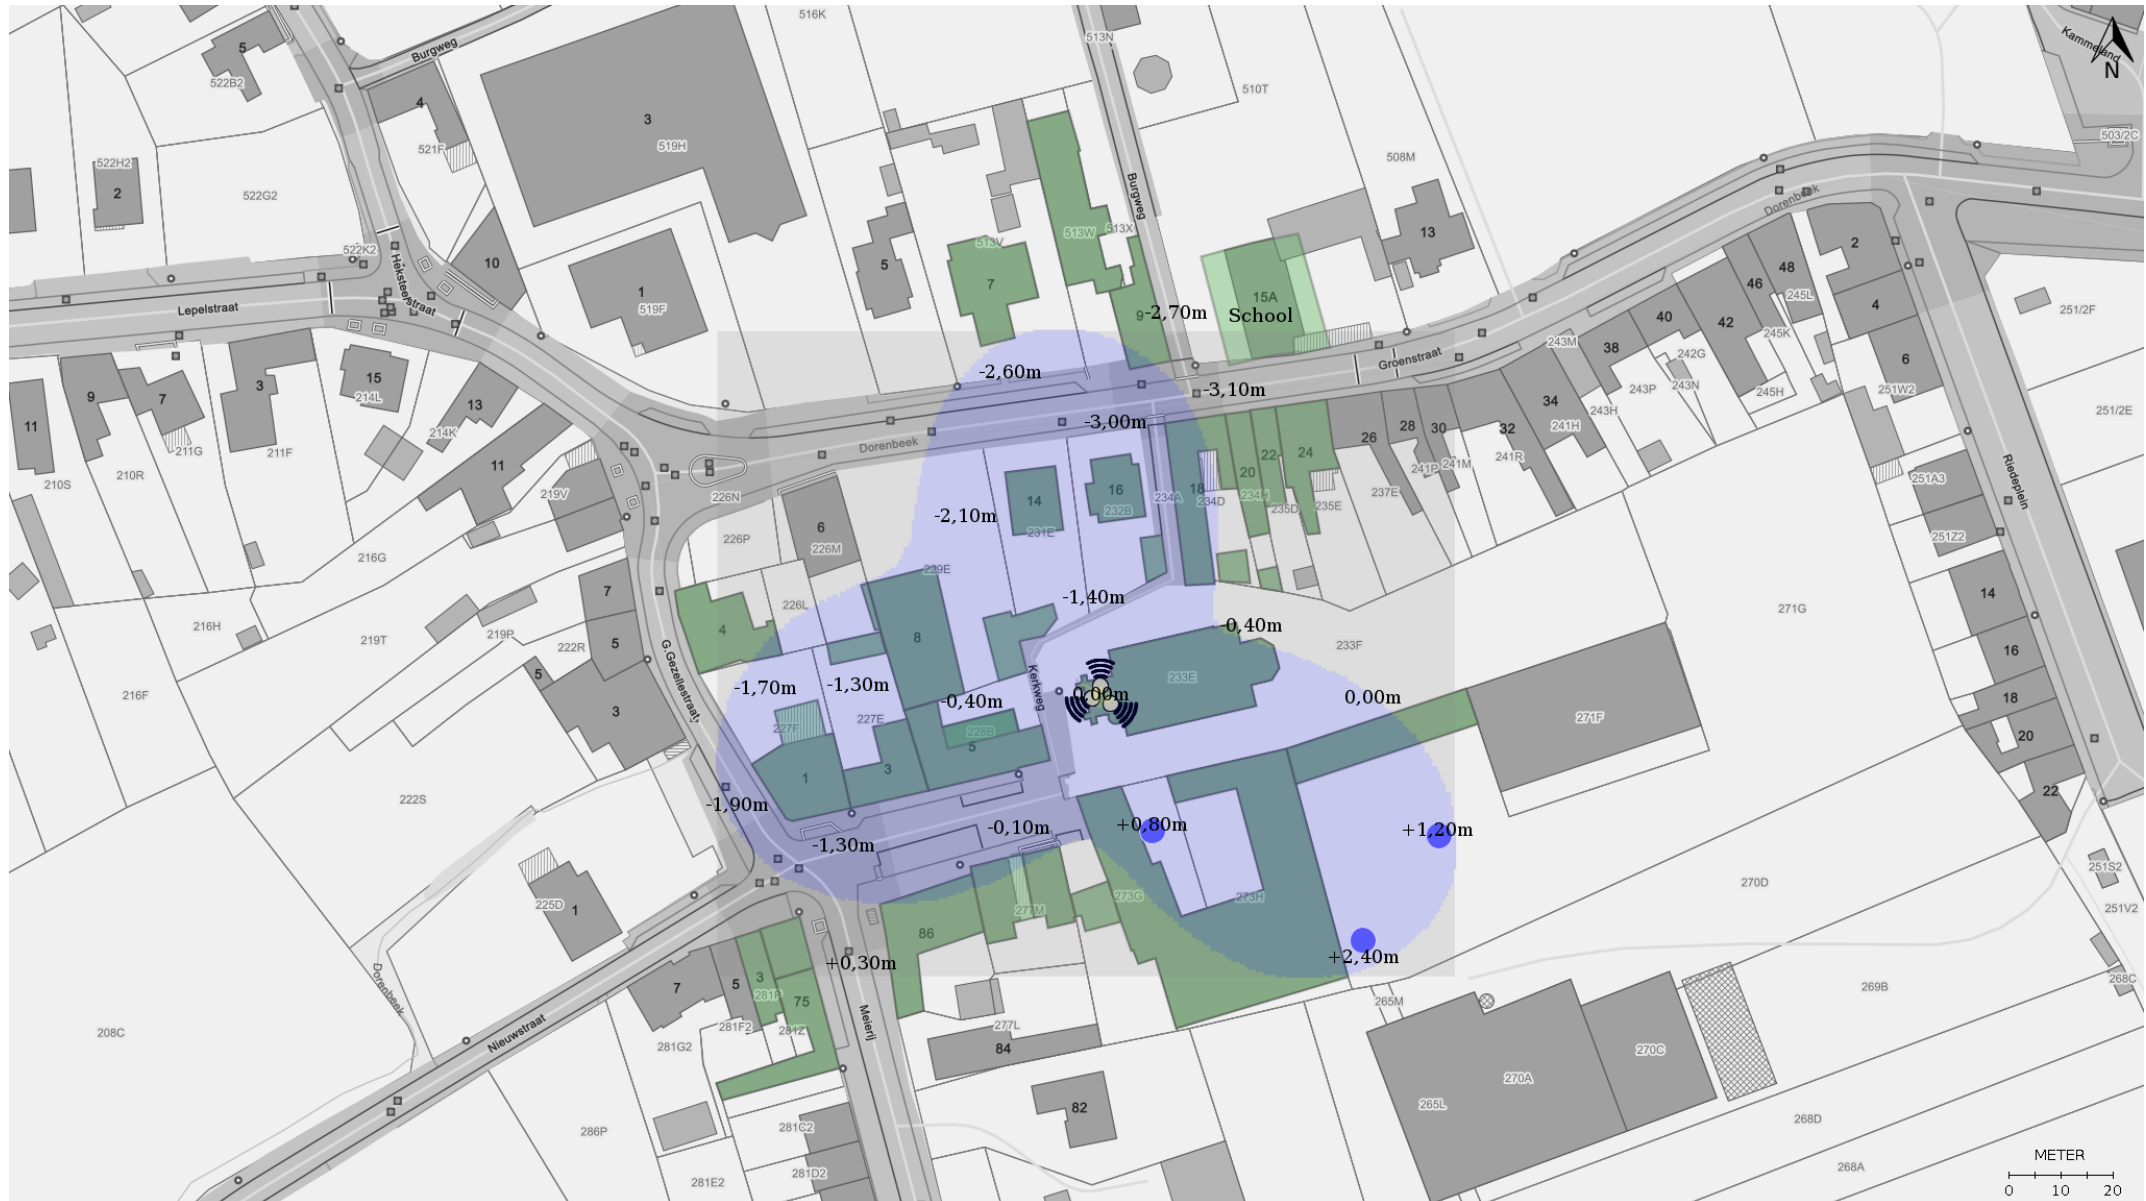 516K
Burgweg
5
522B2
4
521F
3
519H
513N
510T
Kammeland
N
503/2C
522H2
2
522G2
508M
Burgweg
13
Dorenbeek
2
522K2
Heksteelstraat
10
1
519F
5
513V
7
513W
513X
9
-2,70m
15A
School
48
46
245L
4
251/2F
Lepelstraat
Groenstraat
40
42
245K
243M
38
242G
6
-2,60m
-3,10m
243P
243N
245H
251W2
9
7
3
15
214L
13
11
34
243H
241H
251/2E
-3,00m
28
30
32
26
211G
211F
214K
11
Dorenbeek
24
22
20
241P
241M
241R
210S
210R
219V
226N
14
16
18
234A
234D
234H
235D
235E
237E
251A3
Riedeplein
232B
231E
-2,10m
6
226P
226M
251Z2
216G
229E
7
226L
-1,40m
14
271G
216H
219T
219P
222R
5
4
8
-0,40m
233F
16
G.Gezellestraat
5
216F
3
-1,70m
-1,30m
-0,40m
Kerkweg
0,00m
233E
0,00m
18
271F
20
227F
227E
228B
5
1
3
22
222S
-1,90m
-1,30m
-0,10m
+0,80m
+1,20m
251S2
225D
1
270D
251V2
273G
273H
277M
86
+0,30m
+2,40m
Dorenbeek
7
5
3
281P
75
281Z
281F2
281G2
Nieuwstraat
Meierij
265M
269B
268C
208C
277L
84
270C
270A
265L
82
286P
281C2
268D
281D2
281E2
268A
METER
0 10 20